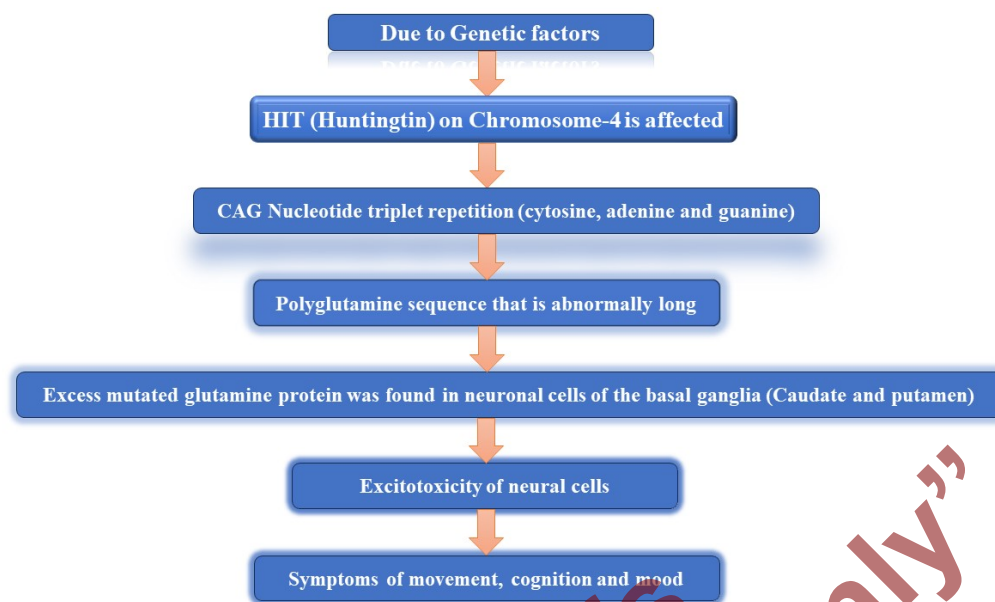 Due to Genetic factors
HIT (Huntingtin) on Chromosome-4 is affected
CAG Nucleotide triplet repetition (cytosine, adenine and guanine)
Polyglutamine sequence that is abnormally long
Excess mutated glutamine protein was found in neuronal cells of the basal ganglia (Caudate and putamen)
Excitotoxicity of neural cells
Symptoms of movement, cognition and mood